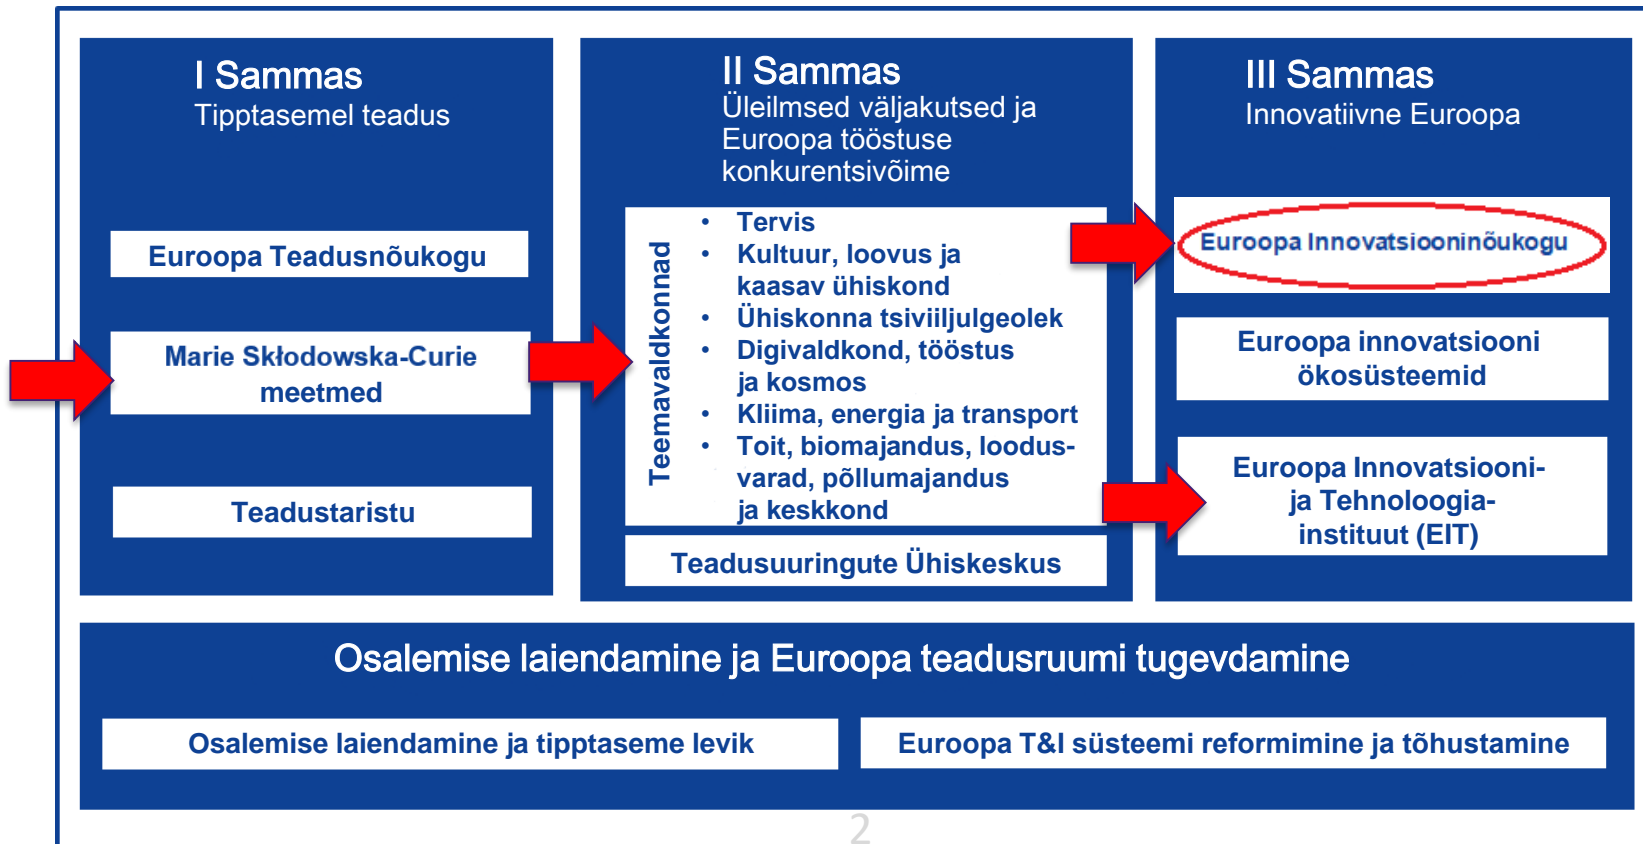 I Sammas
Tipptasemel teadus
Euroopa Teadusnõukogu
Marie Skłodowska-Curie
meetmed
Teadustaristu
II Sammas
Üleilmsed väljakutsed ja
Euroopa tööstuse
konkurentsivõime
Teemavaldkonnad
• Tervis
• Kultuur, loovus ja
kaasav ühiskond
• Ühiskonna tsiviiljulgeolek
• Digivaldkond, tööstus
ja kosmos
• Kliima, energia ja transport
• Toit, biomajandus, loodus-
varad, põllumajandus
ja keskkond
Teadusuuringute Ühiskeskus
III Sammas
Innovatiivne Euroopa
Euroopa Innovatsiooninõukogu
Euroopa innovatsiooni
ökosüsteemid
Euroopa Innovatsiooni-
ja Tehnoloogia-
instituut (EIT)
Osalemise laiendamine ja Euroopa teadusruumi tugevdamine
Osalemise laiendamine ja tipptaseme levik
Euroopa T&I süsteemi reformimine ja tõhustamine
2